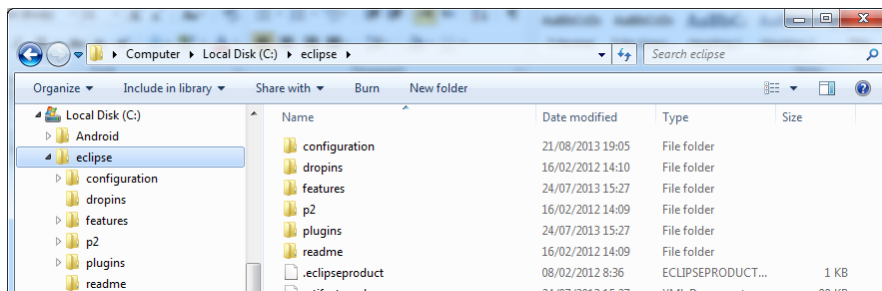 Computer ▸ Local Disk (C:) ▸ eclipse ▸
Search eclipse
Organize Include in library Share with Burn New folder
Local Disk (C:)
Android
eclipse
configuration
dropins
features
p2
plugins
readme
Name Date modified Type Size
configuration 21/08/2013 19:05 File folder
dropins 16/02/2012 14:10 File folder
features 24/07/2013 15:27 File folder
p2 16/02/2012 14:09 File folder
plugins 24/07/2013 15:27 File folder
readme 16/02/2012 14:09 File folder
.eclipseproduct 08/02/2012 8:36 ECLIPSEPRODUCT... 1 KB